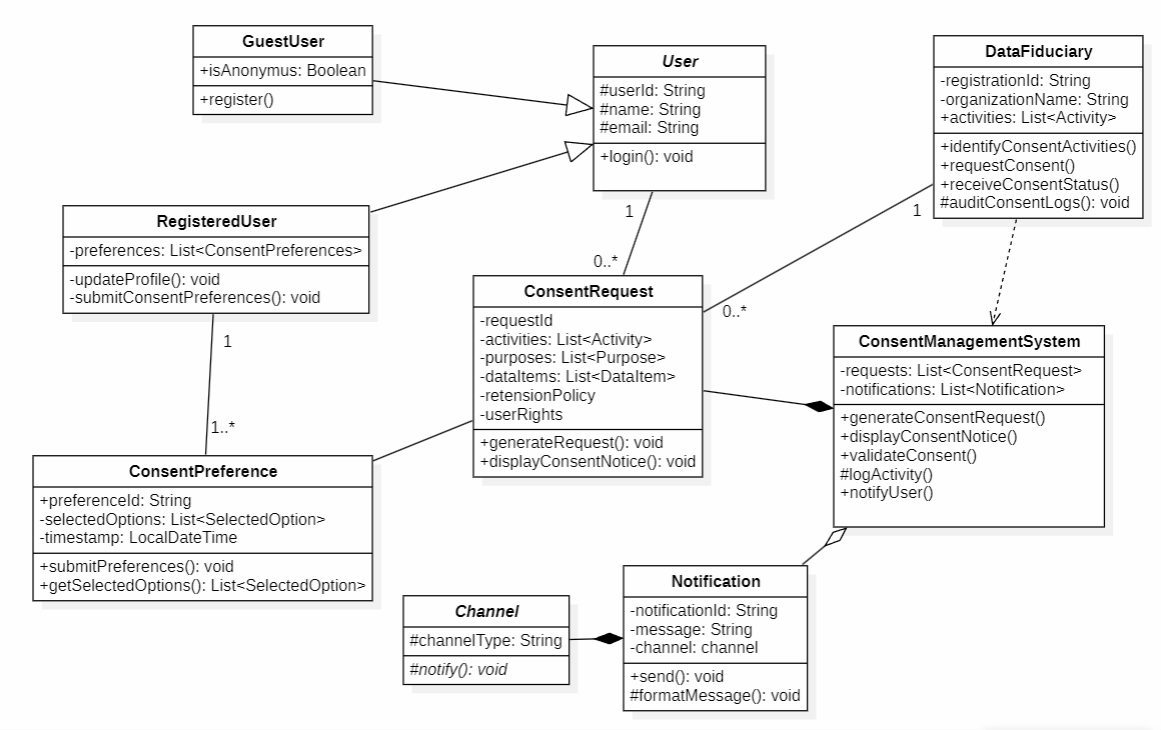 GuestUser
+isAnonymus: Boolean
+register()
User
#userId: String
#name: String
#email: String
+login(): void
DataFiduciary
-registrationId: String
-organizationName: String
+activities: List<Activity>
+identifyConsentActivities()
+requestConsent()
+receiveConsentStatus()
#auditConsentLogs(): void
RegisteredUser
-preferences: List<ConsentPreferences>
-updateProfile(): void
-submitConsentPreferences(): void
1
0..*
1
0..*
ConsentRequest
-requestId
-activities: List<Activity>
-purposes: List<Purpose>
-dataItems: List<DataItem>
-retensionPolicy
-userRights
+generateRequest(): void
+displayConsentNotice(): void
ConsentManagementSystem
-requests: List<ConsentRequest>
-notifications: List<Notification>
+generateConsentRequest()
+displayConsentNotice()
+validateConsent()
#logActivity()
+notifyUser()
1
1..*
ConsentPreference
+preferenceId: String
-selectedOptions: List<SelectedOption>
-timestamp: LocalDateTime
+submitPreferences(): void
+getSelectedOptions(): List<SelectedOption>
Channel
#channelType: String
#notify(): void
Notification
-notificationId: String
-message: String
-channel: channel
+send(): void
#formatMessage(): void